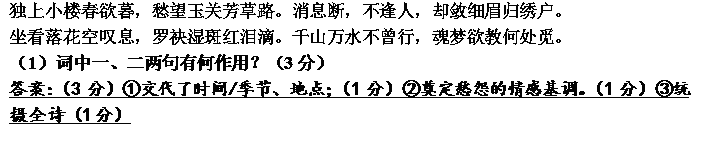 独上小楼春欲暮，愁望玉关芳草路。消息断，不逢人，却敛细眉归绣户。
坐看落花空叹息，罗袂湿斑红泪滴。千山万水不曾行，魂梦欲教何处觅。
（1）词中一、二两句有何作用？（3 分）
答案：（3 分）①交代了时间/季节、地点；（1 分）②奠定愁怨的情感基调。（1 分）③统
摄全诗（1 分）